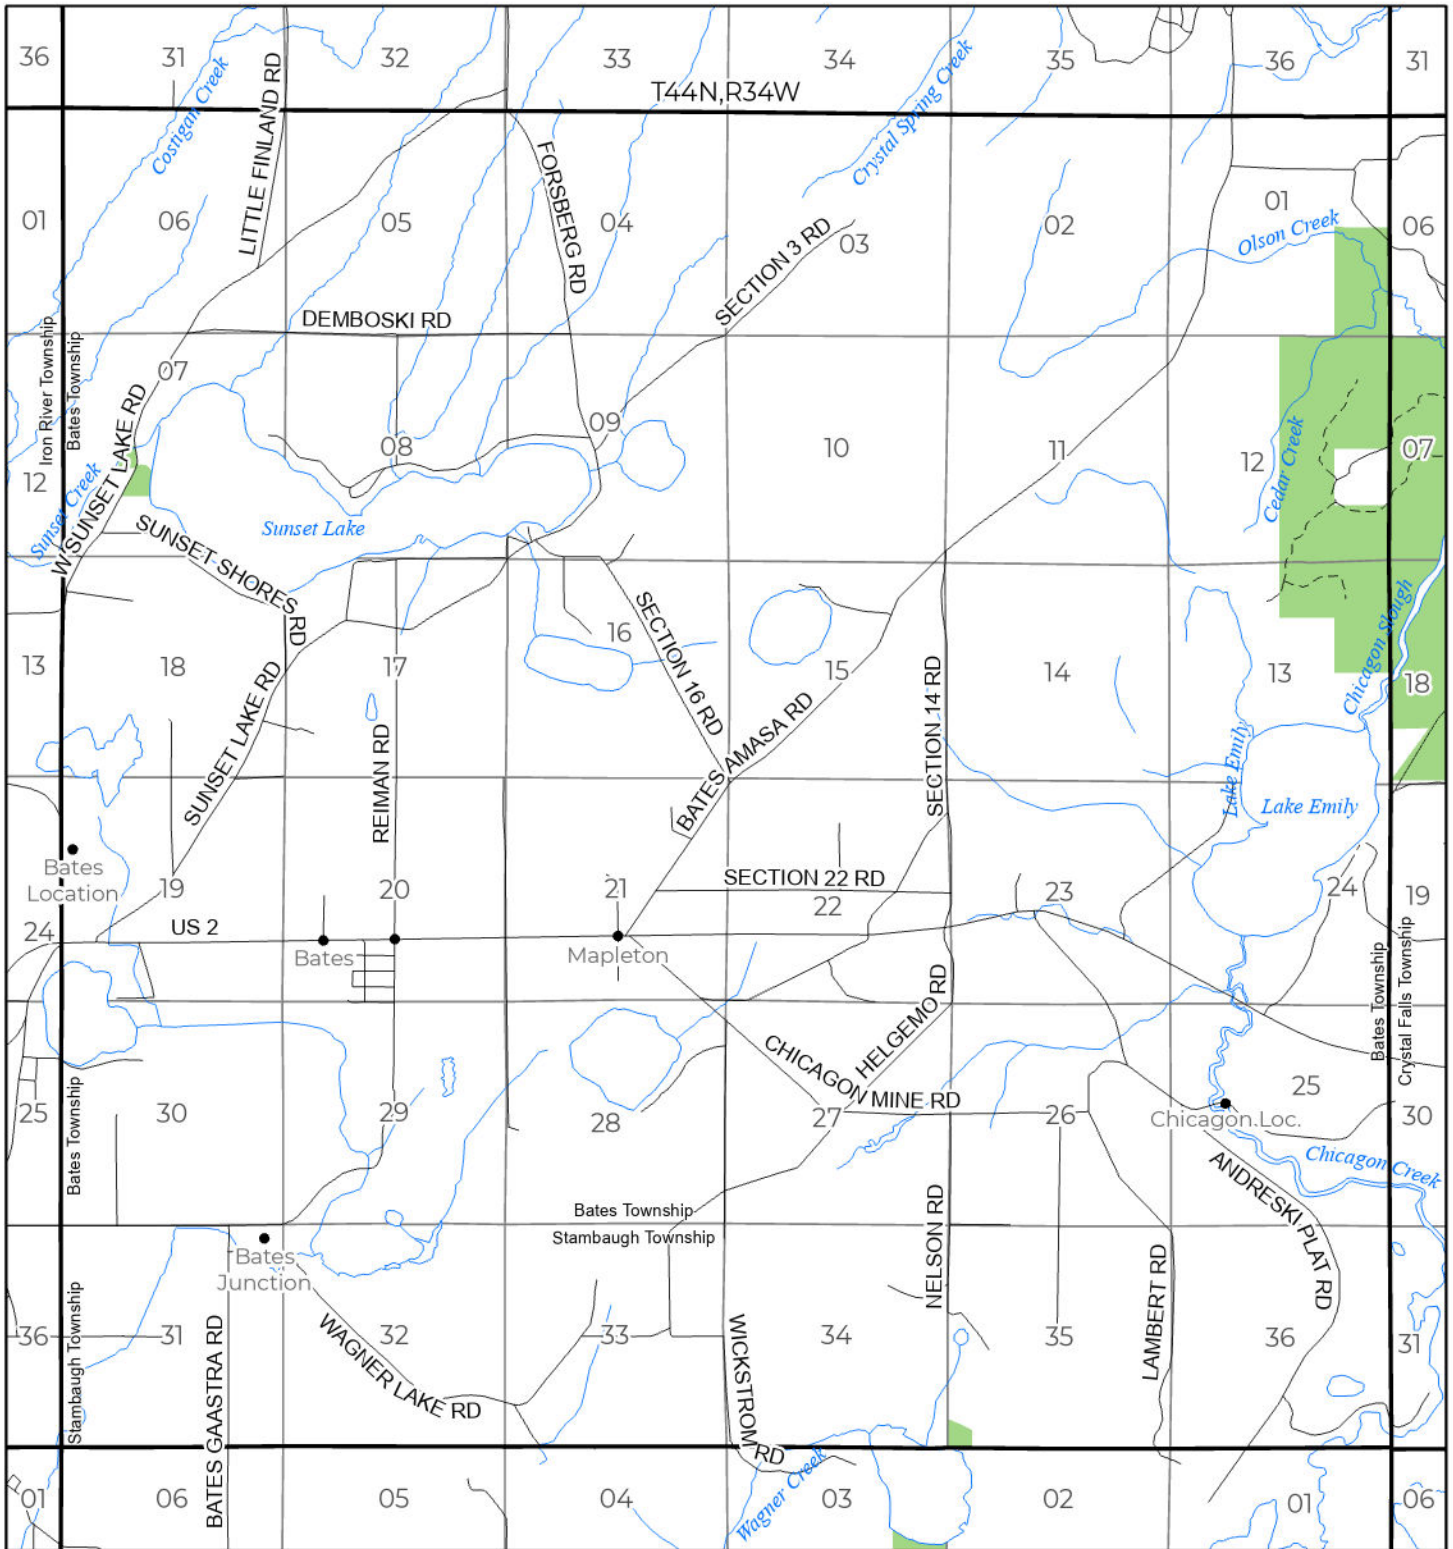 36
31
32
33
34
35
36
31
T44N,R34W
Costigan Creek
LITTLE FINLAND RD
Crystal Spring Creek
FORSBERG RD
01
06
05
04
SECTION 3 RD
03
02
01
Olson Creek
06
DEMBOSKI RD
Iron River Township
Bates Township
07
W SUNSET LAKE RD
08
09
10
11
12
Cedar Creek
07
12
Sunset Creek
SUNSET SHORES RD
Sunset Lake
SECTION 16 RD
Chicagon Slough
13
18
17
16
15
14
13
18
SUNSET LAKE RD
REIMAN RD
BATES AMASA RD
SECTION 14 RD
Lake Emily
Lake Emily
Bates
Location
19
20
21
SECTION 22 RD
22
23
24
19
24
US 2
Bates
Mapleton
Bates Township
Crystal Falls Township
HELGEMO RD
CHICAGON MINE RD
25
Bates Township
30
29
28
27
26
25
Chicagon Loc.
30
Chicagon Creek
ANDRESKI PLAT RD
Bates Township
Stambaugh Township
NELSON RD
Bates
Junction
LAMBERT RD
Stambaugh Township
36
31
BATES GAASTRA RD
32
WAGNER LAKE RD
33
WICKSTROM RD
34
35
36
31
01
06
05
04
Wagner Creek
03
02
01
06